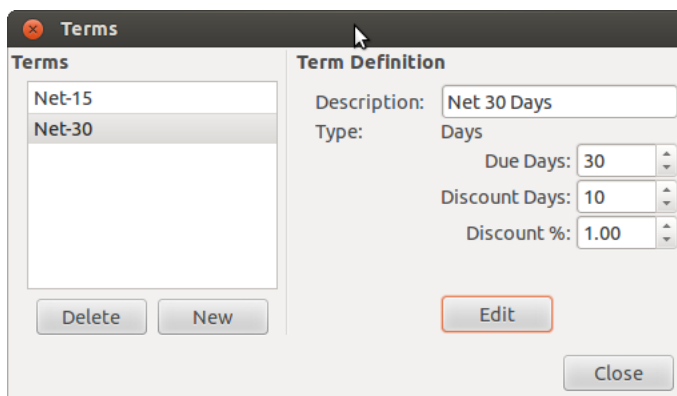 Terms
Terms
Net-15
Net-30
Delete New
Term Definition
Description: Net 30 Days
Type: Days
Due Days: 30
Discount Days: 10
Discount %: 1.00
Edit
Close